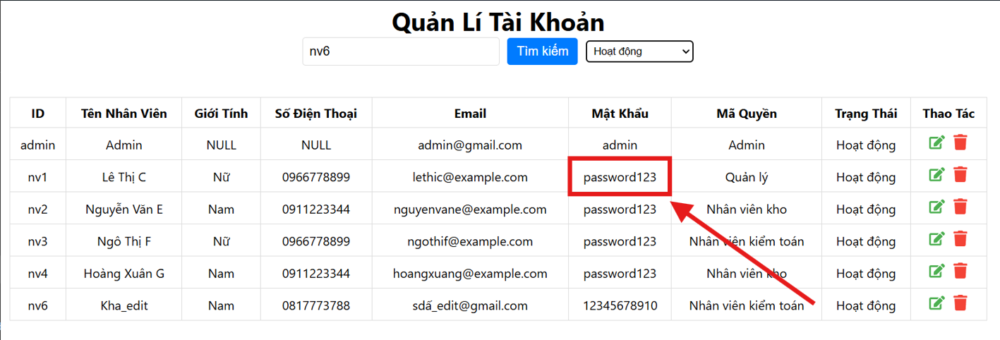 Quản Lí Tài Khoản
nv6 Tìm kiếm Hoạt động
ID Tên Nhân Viên Giới Tính Số Điện Thoại Email Mật Khẩu Mã Quyền Trạng Thái Thao Tác
admin Admin NULL NULL admin@gmail.com admin Admin Hoạt động
nv1 Lê Thị C Nữ 0966778899 lethic@example.com password123 Quản lý Hoạt động
nv2 Nguyễn Văn E Nam 0911223344 nguyenvane@example.com password123 Nhân viên kho Hoạt động
nv3 Ngô Thị F Nữ 0966778899 ngothif@example.com password123 Nhân viên kiểm toán Hoạt động
nv4 Hoàng Xuân G Nam 0911223344 hoangxuang@example.com password123 Nhân viên kho Hoạt động
nv6 Kha_edit Nam 0817773788 sdấ_edit@gmail.com 12345678910 Nhân viên kiểm toán Hoạt động